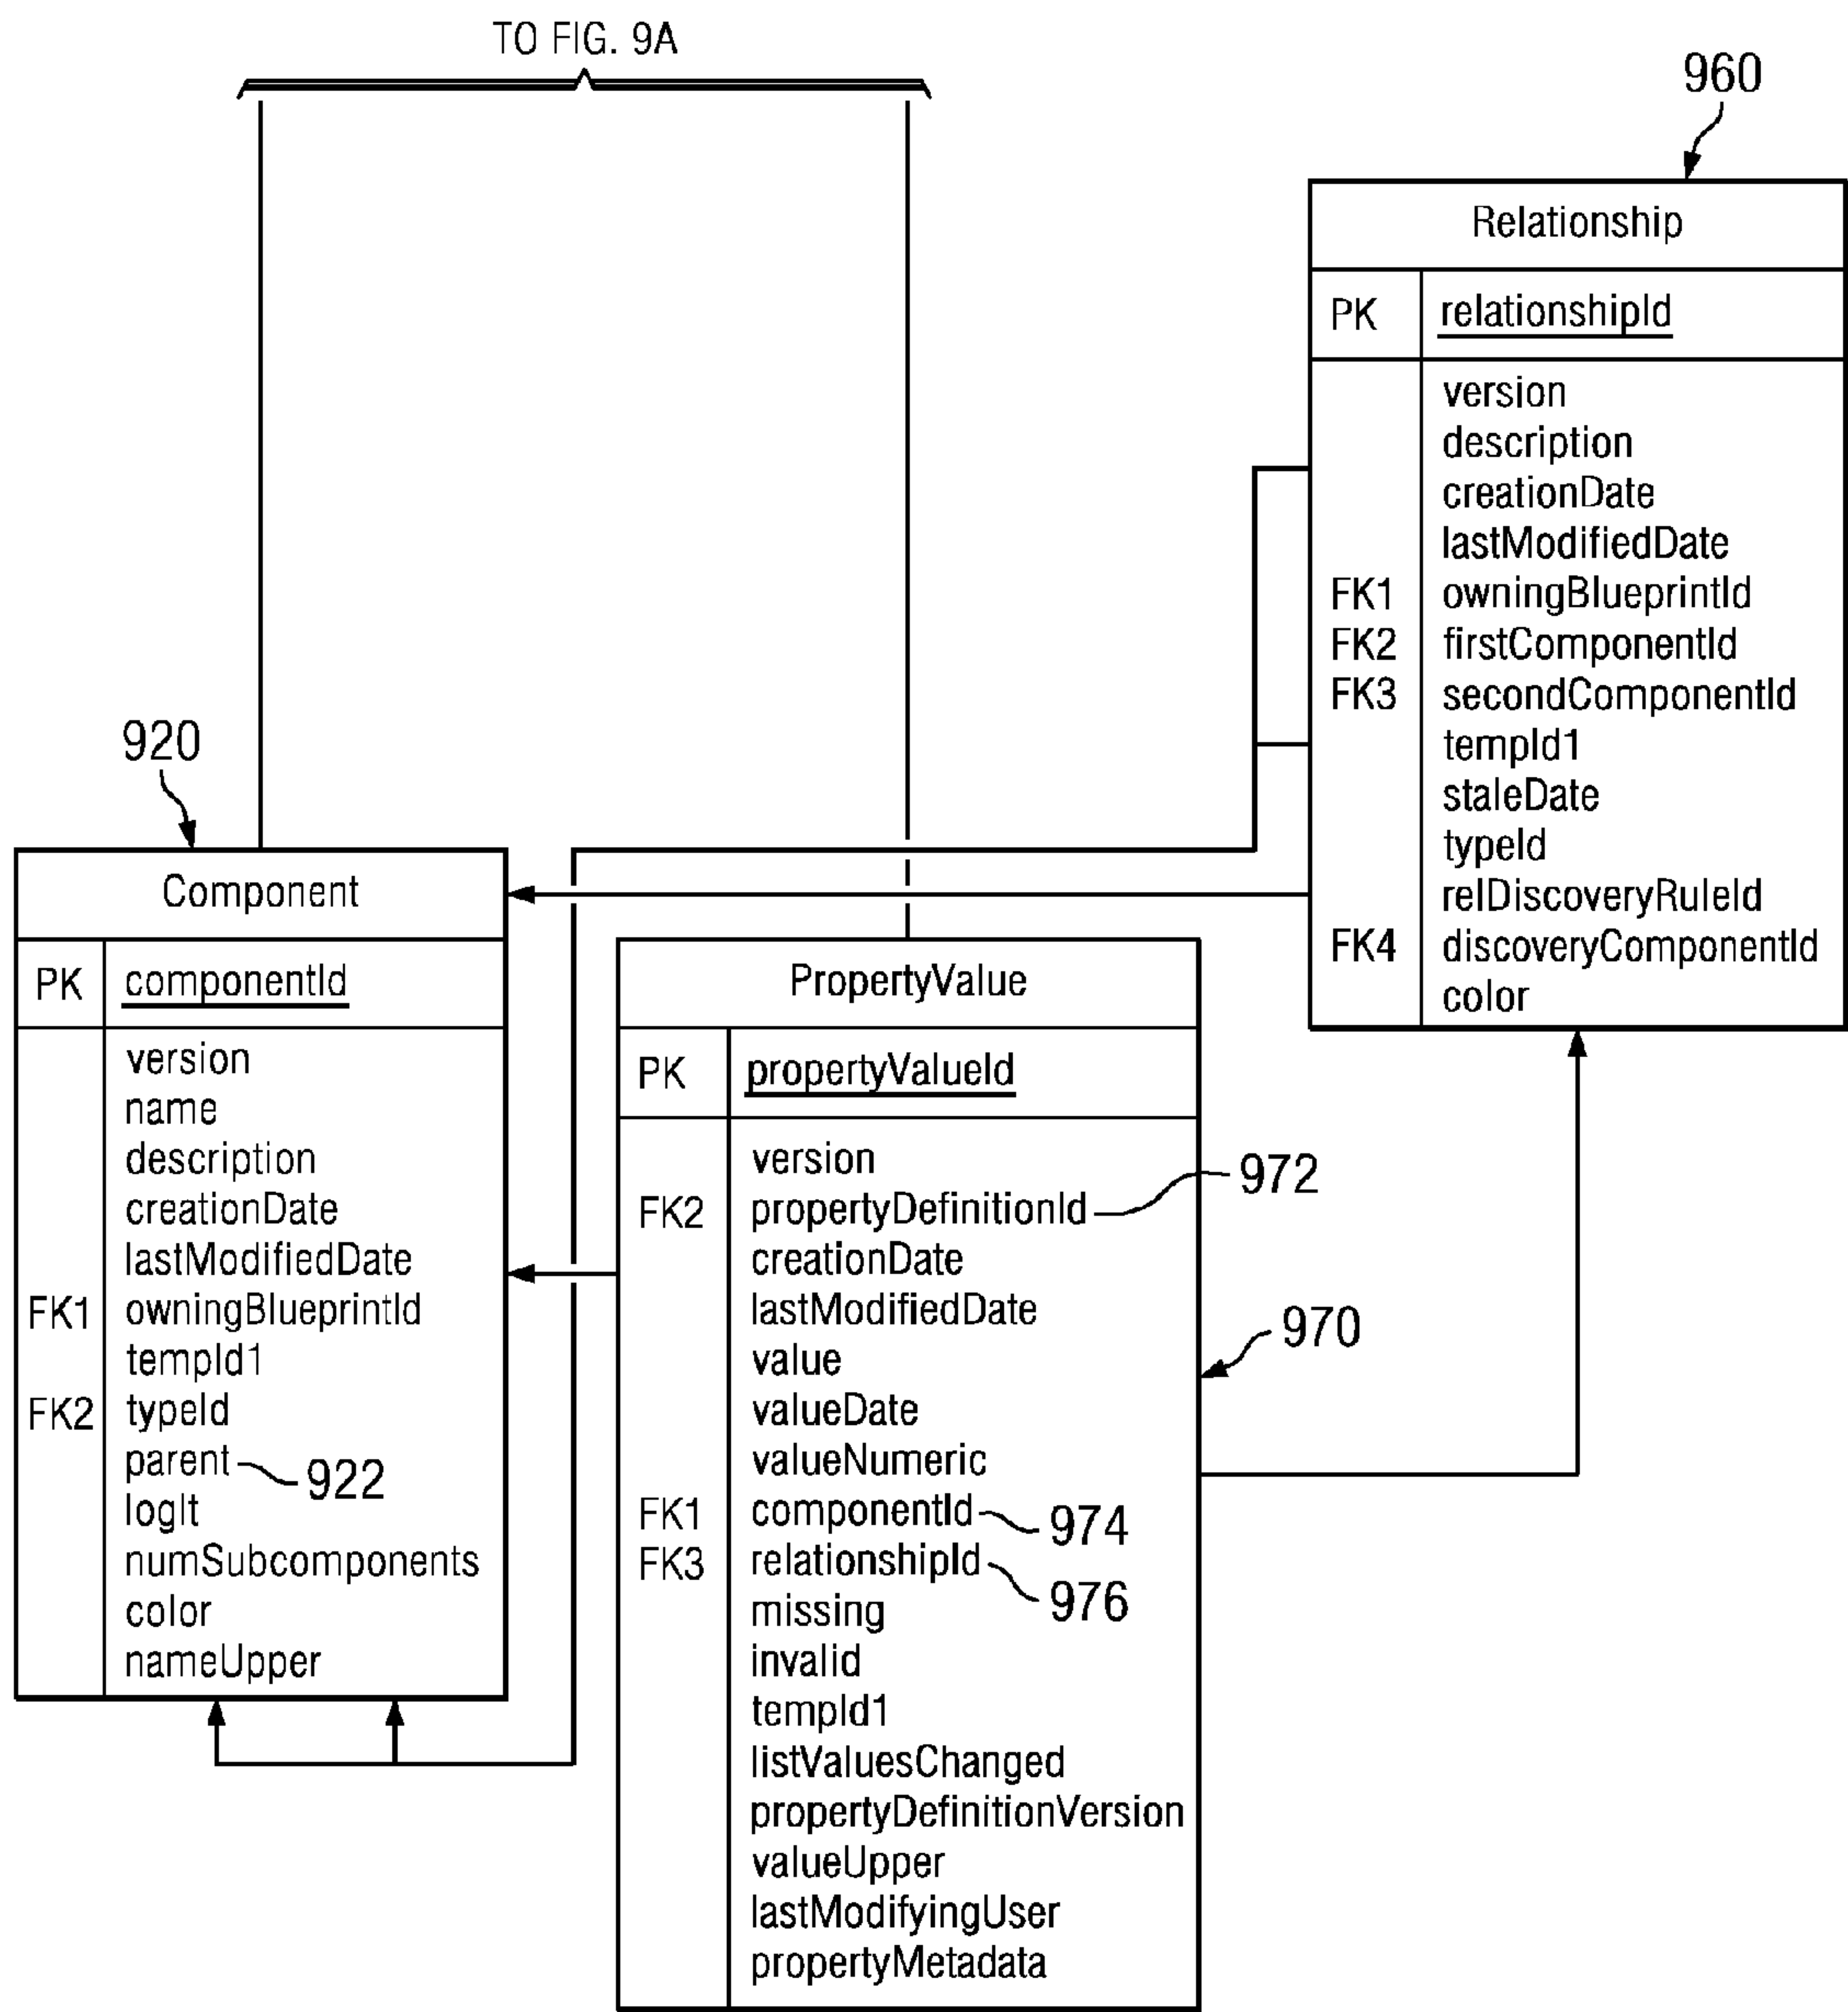 TO FIG. 9A
960
Relationship
PK relationshipId
version
description
creationDate
lastModifiedDate
FK1 owningBlueprintId
FK2 firstComponentId
FK3 secondComponentId
tempId1
staleDate
typeId
relDiscoveryRuleId
FK4 discoveryComponentId
color
920
Component
PK componentId
version
name
description
creationDate
lastModifiedDate
FK1 owningBlueprintId
tempId1
FK2 typeId
parent 922
logIt
numSubcomponents
color
nameUpper
PropertyValue
PK propertyValueId
version
FK2 propertyDefinitionId 972
creationDate
lastModifiedDate
970
value
valueDate
valueNumeric
FK1 componentId 974
FK3 relationshipId 976
missing
invalid
tempId1
listValuesChanged
propertyDefinitionVersion
valueUpper
lastModifyingUser
propertyMetadata